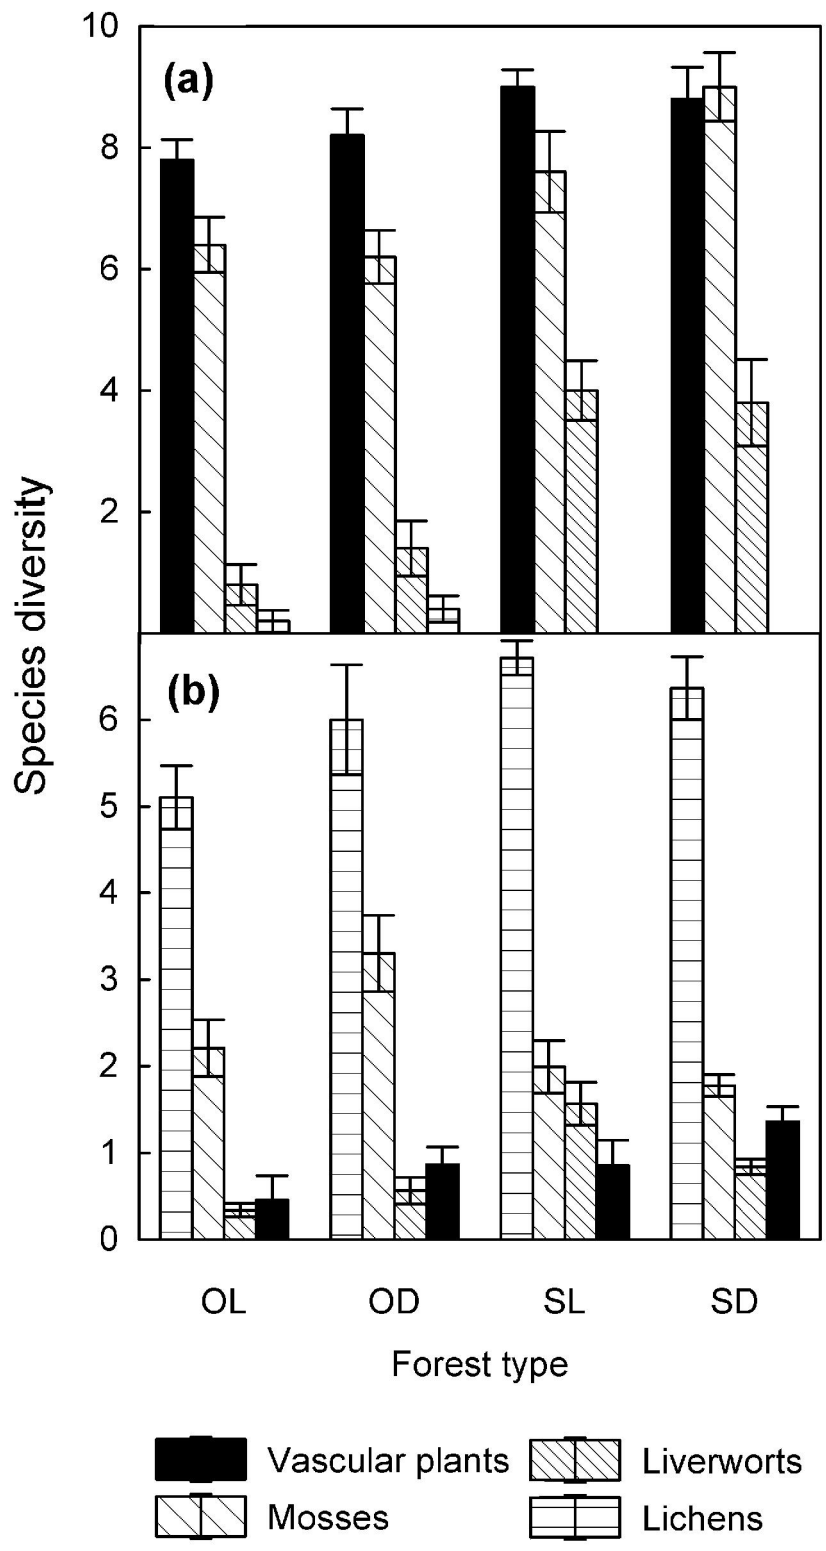 10
(a)
8
6
4
2
Species diversity
(b)
6
5
4
3
2
1
0
OL OD SL SD
Forest type
Vascular plants Liverworts
Mosses Lichens